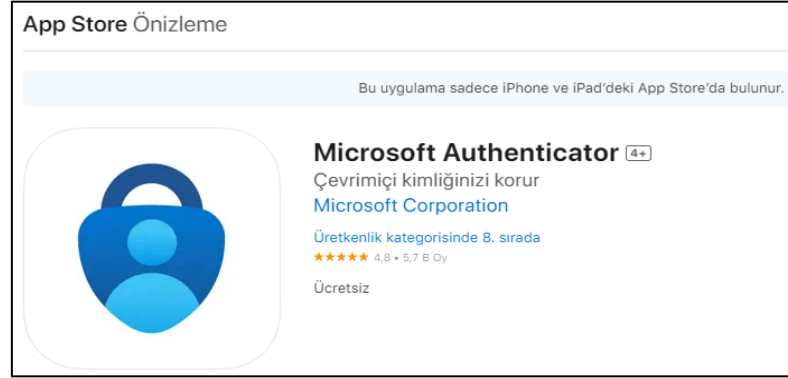 App Store Önizleme
Bu uygulama sadece iPhone ve iPad'deki App Store'da bulunur.
Microsoft Authenticator 4+
Çevrimiçi kimliğinizi korur
Microsoft Corporation
Üretkenlik kategorisinde 8. sırada
★★★★★ 4,8 • 5,7 B Oy
Ücretsiz